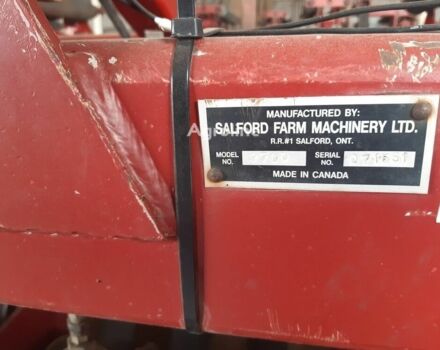 MANUFACTURED BY:
SALFORD FARM MACHINERY LTD.
R.R.#1 SALFORD, ONT.
MODEL NO. SERIAL NO.
MADE IN CANADA